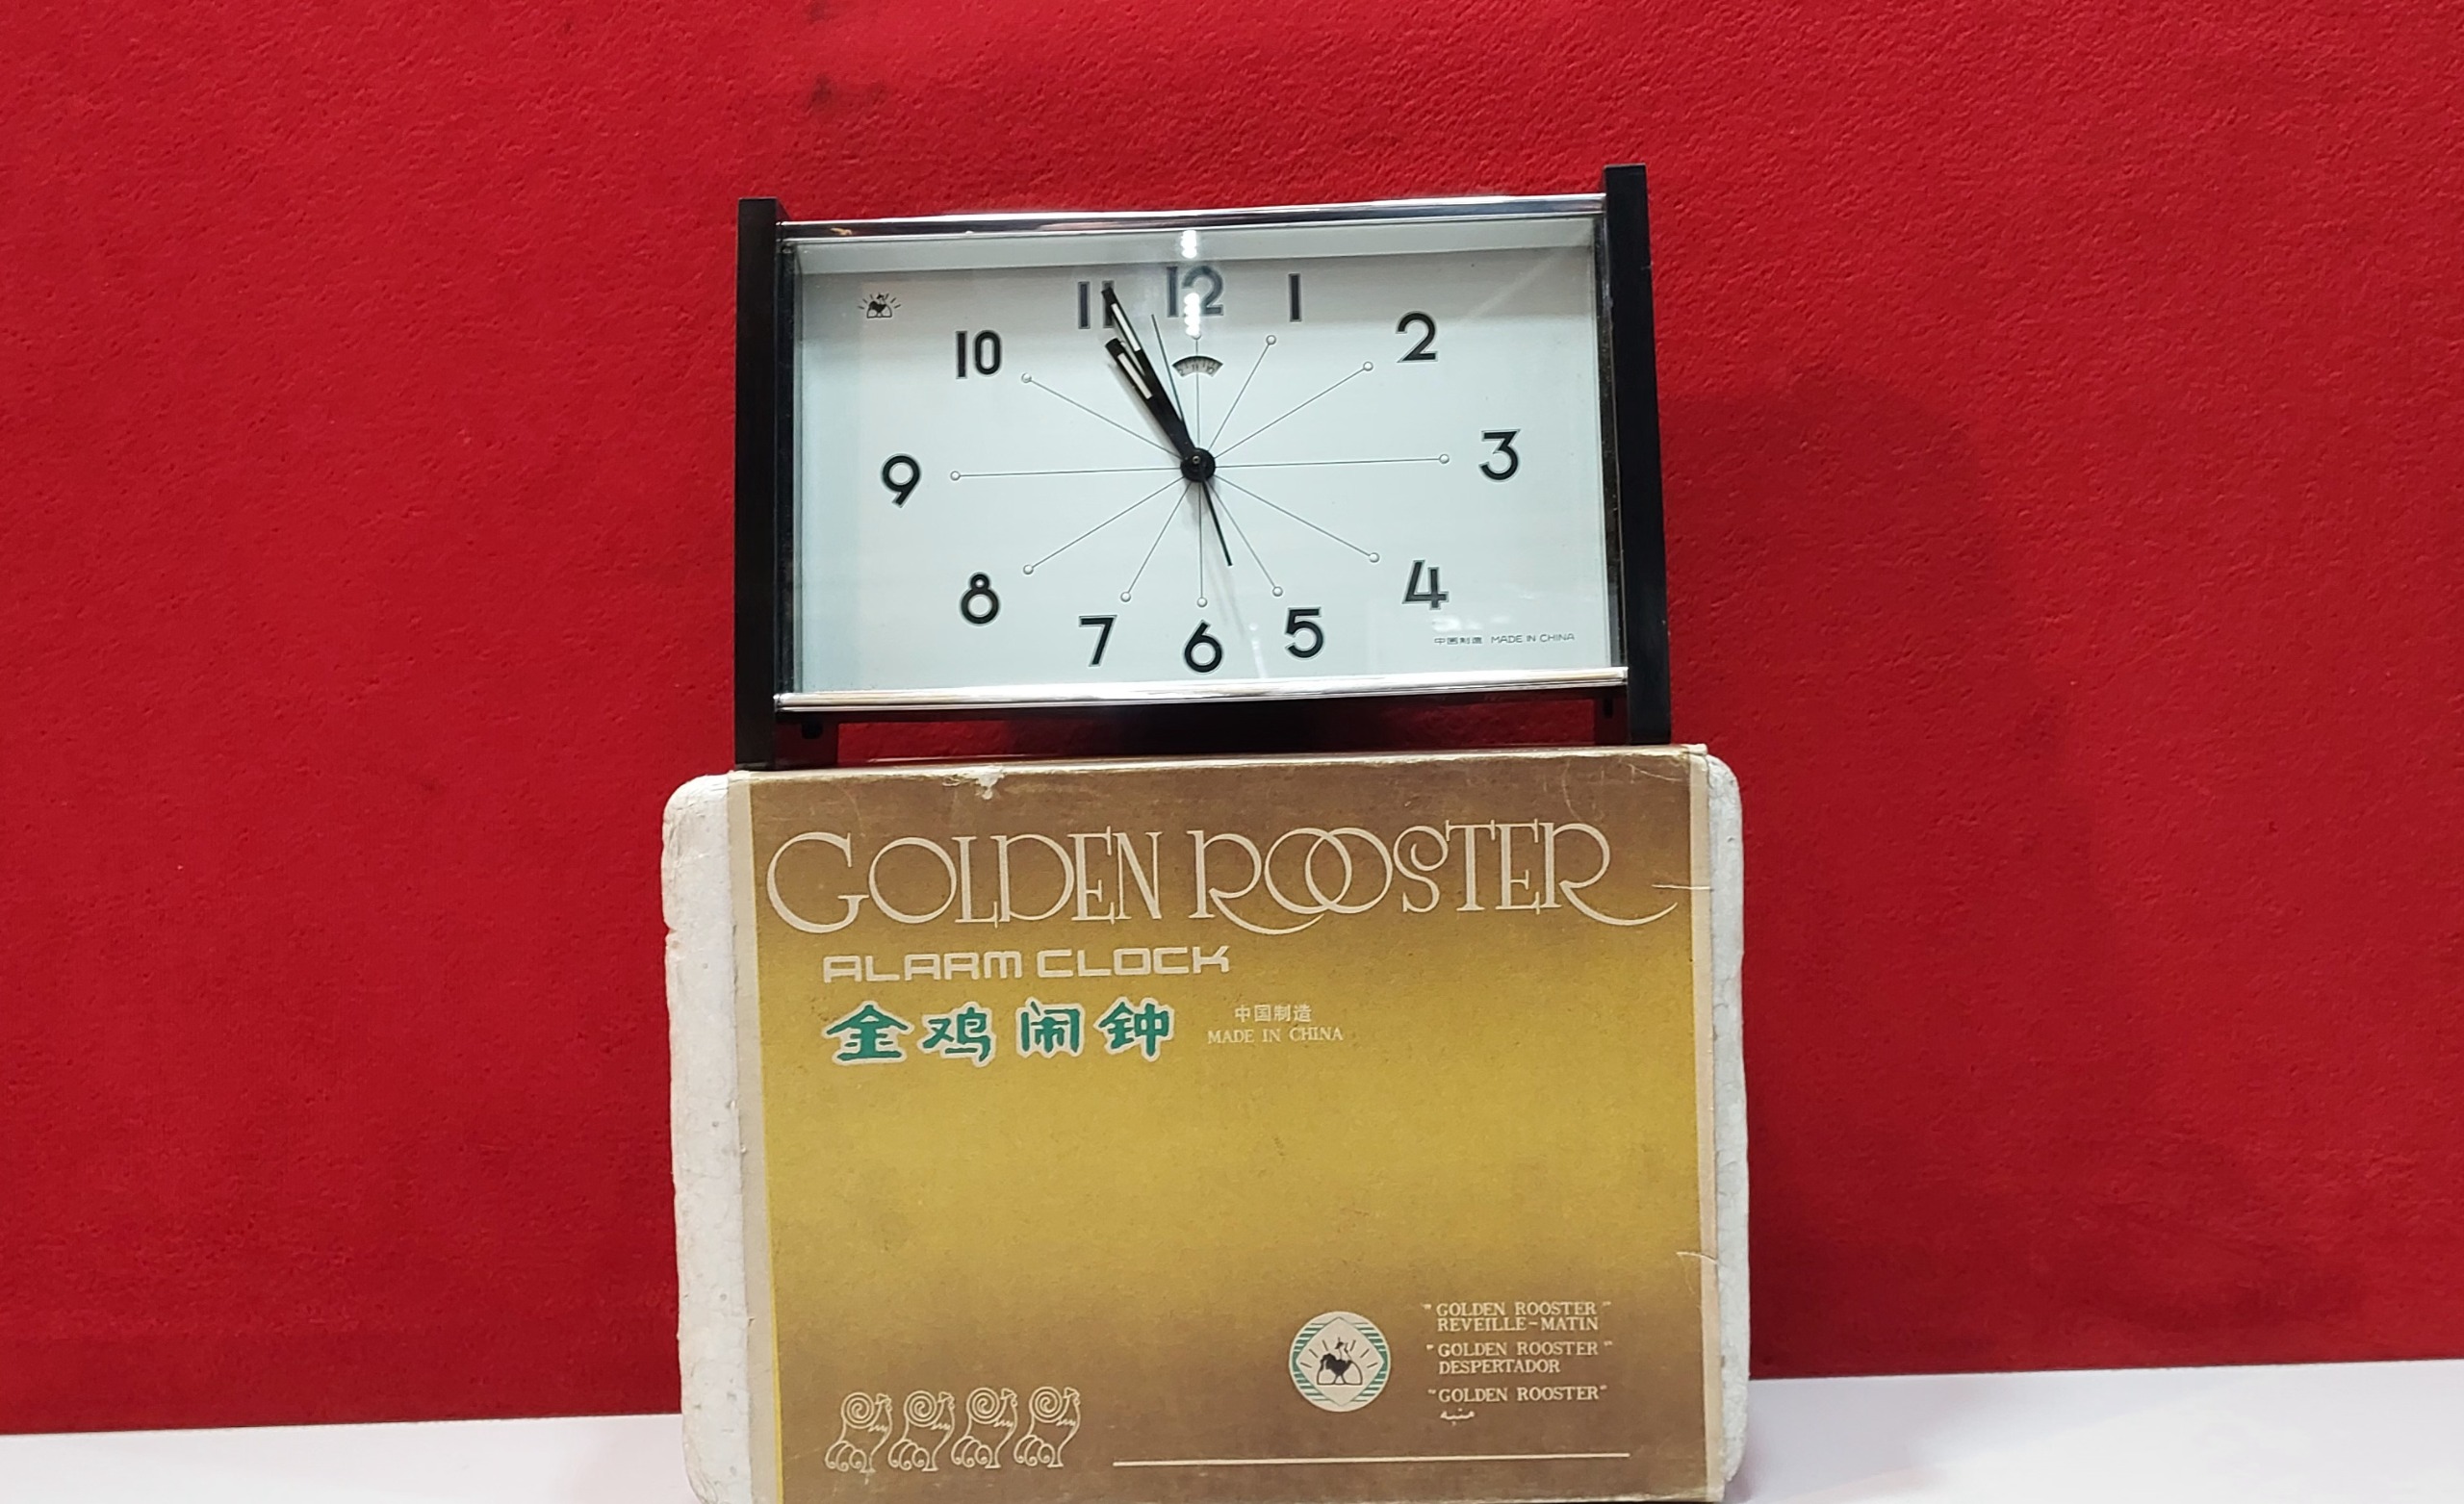 11 12 1
10 2
9 3
8 4
7 6 5
中国制造 MADE IN CHINA
GOLDEN ROOSTER
ALARM CLOCK
金鸡闹钟
中国制造
MADE IN CHINA
"GOLDEN ROOSTER"
REVEILLE-MATIN
"GOLDEN ROOSTER"
DESPERTADOR
"GOLDEN ROOSTER"
منبه